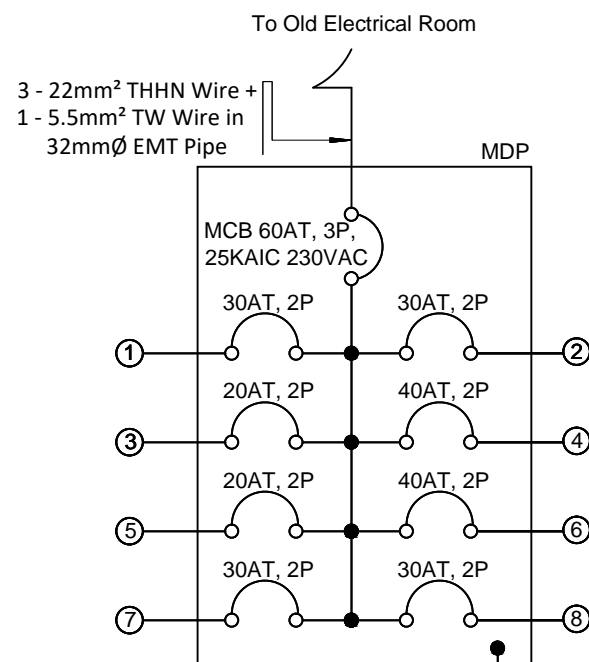 To Old Electrical Room
3 - 22mm² THHN Wire +
1 - 5.5mm² TW Wire in
32mmØ EMT Pipe
MDP
MCB 60AT, 3P,
25KAIC 230VAC
30AT, 2P
30AT, 2P
1
2
20AT, 2P
40AT, 2P
3
4
20AT, 2P
40AT, 2P
5
6
30AT, 2P
30AT, 2P
7
8